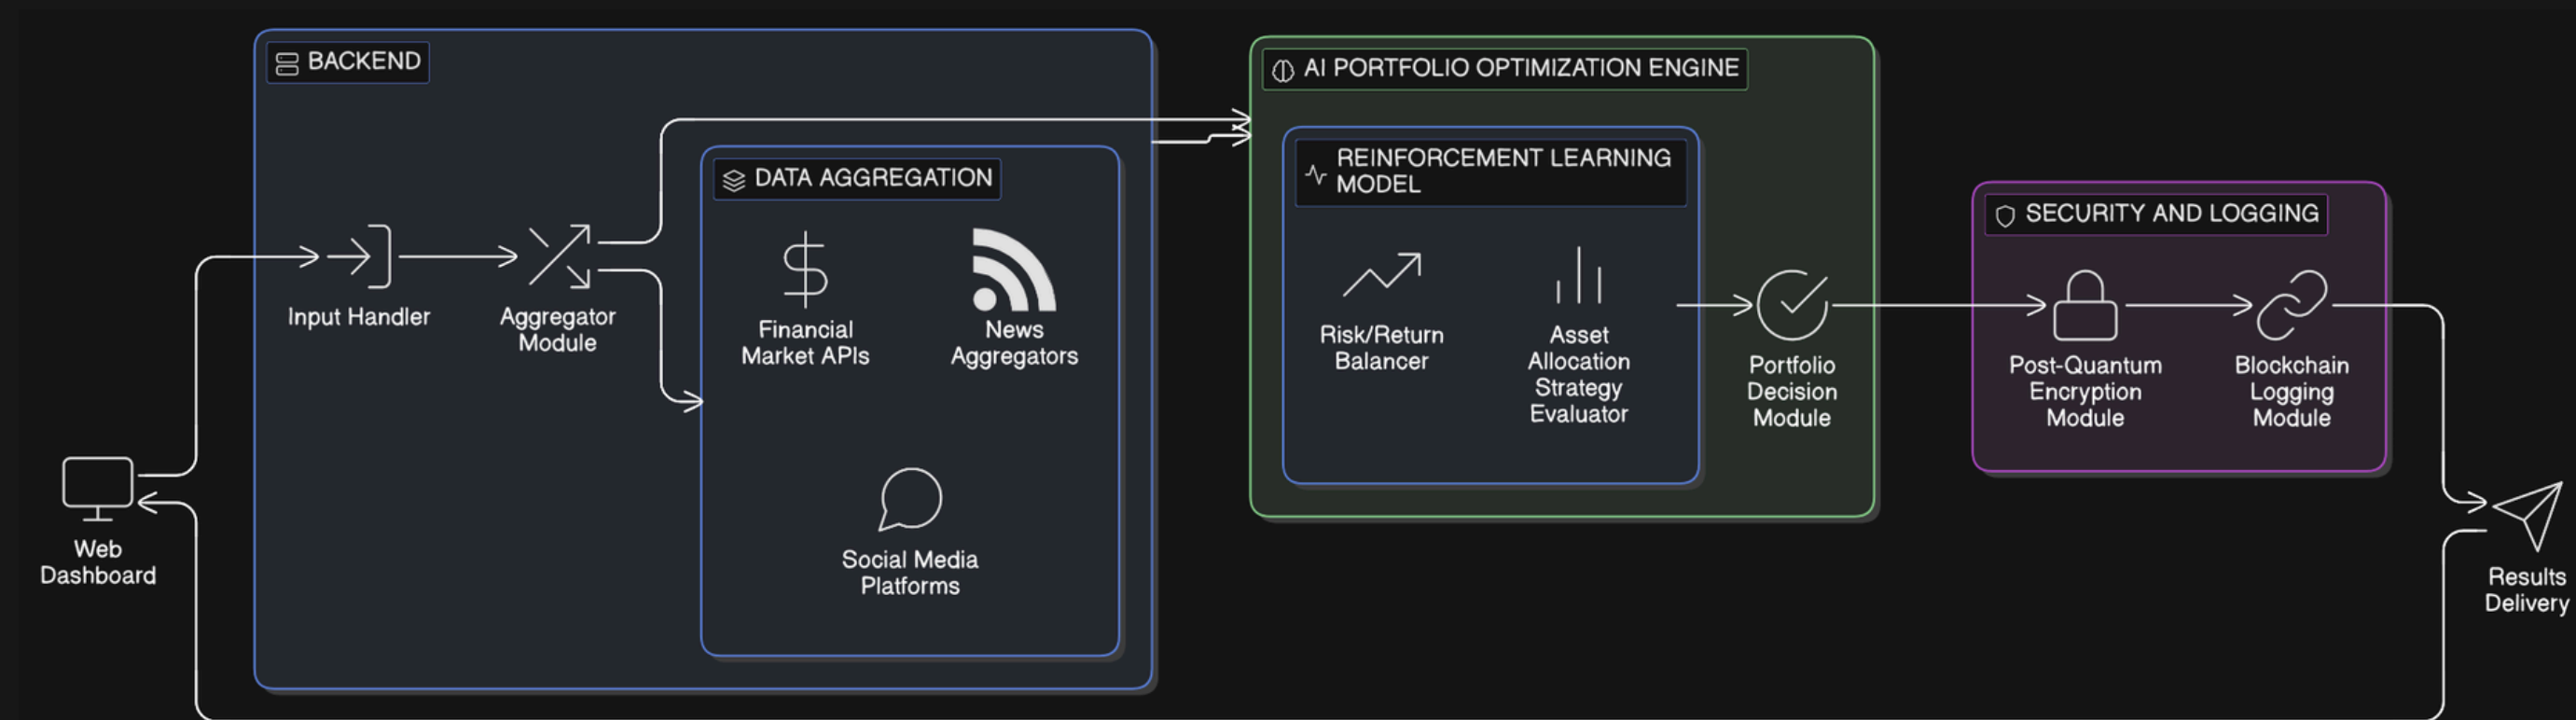 BACKEND
AI PORTFOLIO OPTIMIZATION ENGINE
DATA AGGREGATION
REINFORCEMENT LEARNING
MODEL
SECURITY AND LOGGING
Input Handler
Aggregator
Module
Financial
Market APIs
News
Aggregators
Social Media
Platforms
Risk/Return
Balancer
Asset
Allocation
Strategy
Evaluator
Portfolio
Decision
Module
Post-Quantum
Encryption
Module
Blockchain
Logging
Module
Web
Dashboard
Results
Delivery